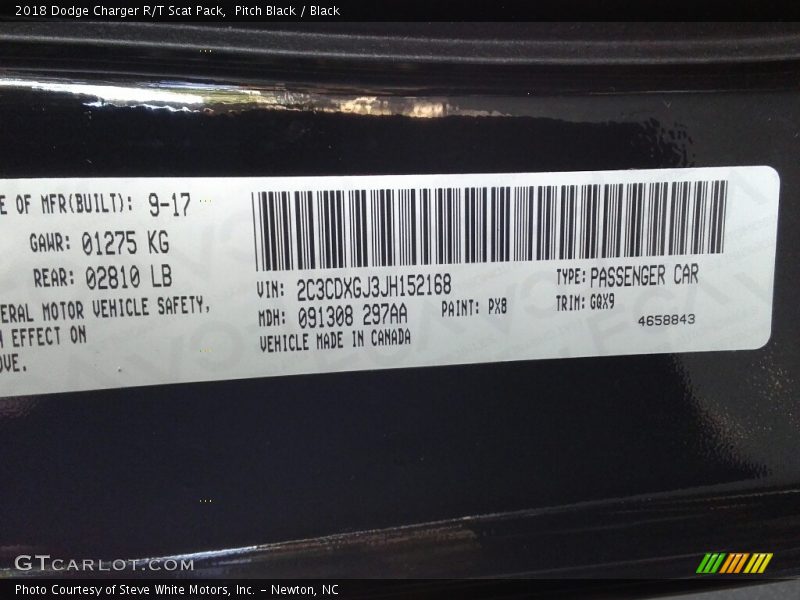 2018 Dodge Charger R/T Scat Pack, Pitch Black / Black
E OF MFR(BUILT): 9-17
GAWR: 01275 KG
REAR: 02810 LB
ERAL MOTOR VEHICLE SAFETY,
EFFECT ON
OVE.
VIN: 2C3CDXGJ3JH152168
TYPE: PASSENGER CAR
MDH: 091308 297AA
PAINT: PX8
TRIM: GQX9
VEHICLE MADE IN CANADA
4658843
GTCARLOT.COM
Photo Courtesy of Steve White Motors, Inc. – Newton, NC